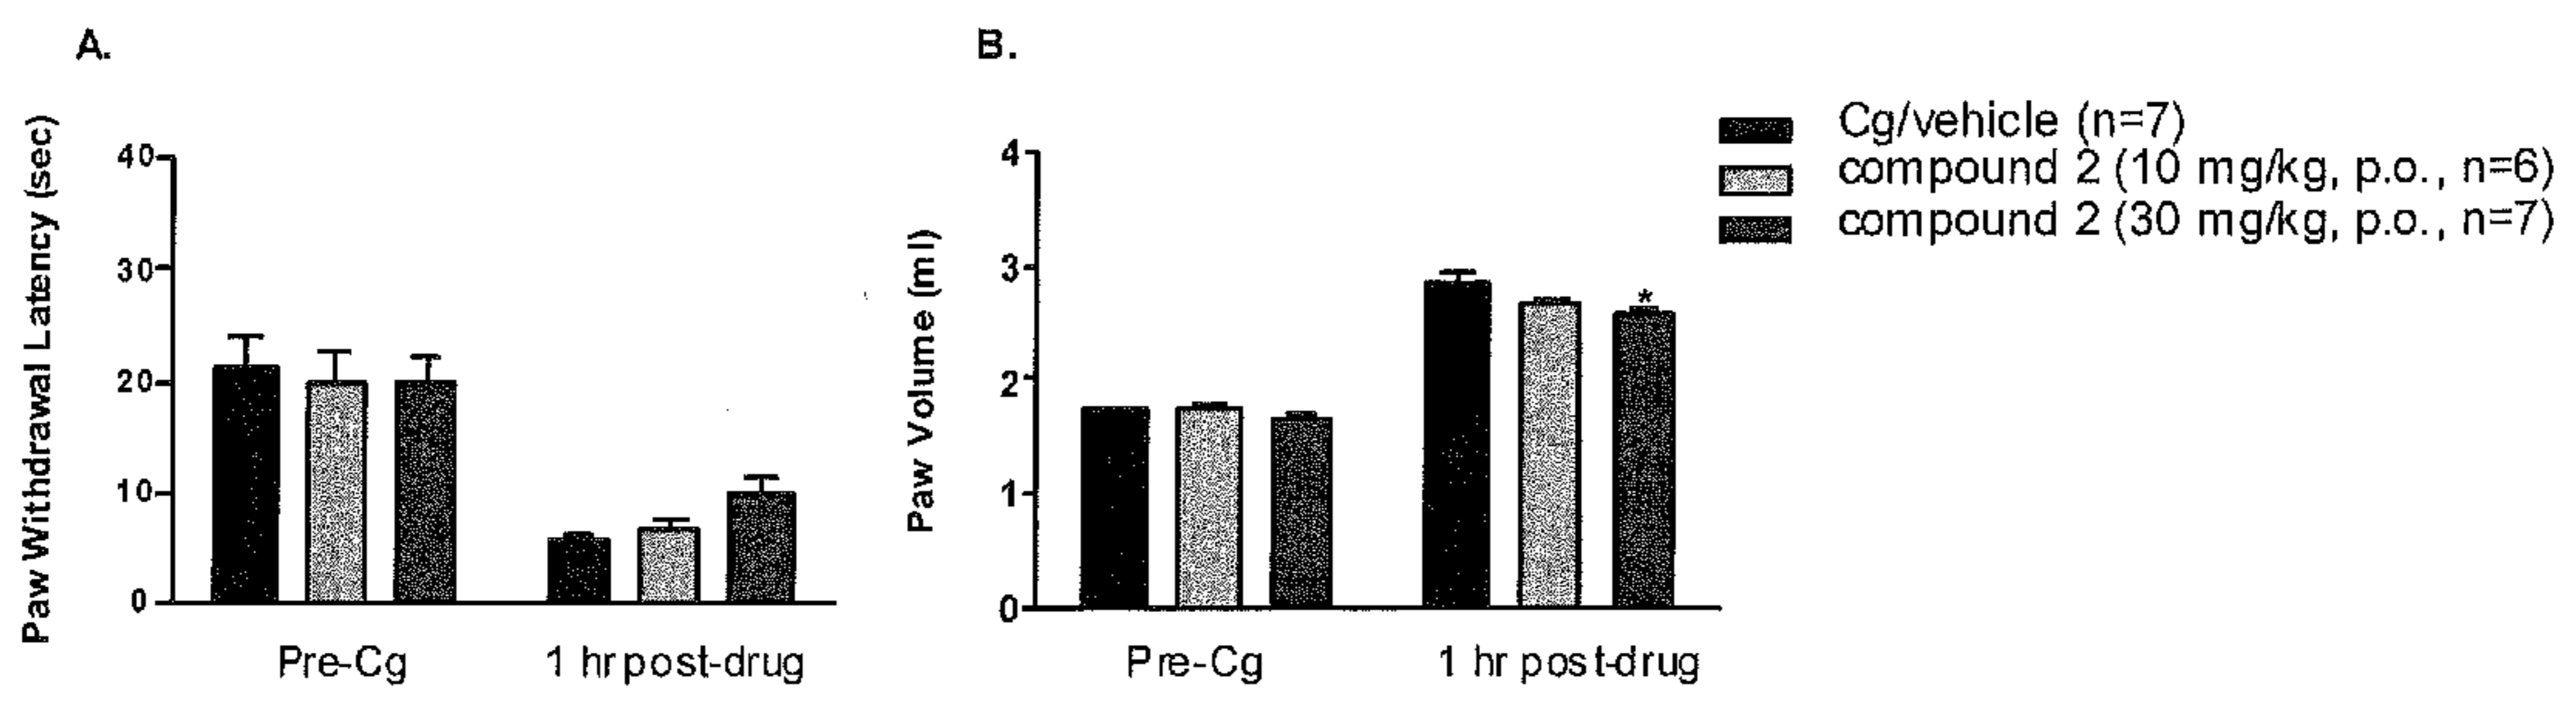 A.
Paw Withdrawal Latency (sec)
40
30
20
10
0
Pre-Cg
1 hr post-drug
B.
Paw Volume (ml)
4
3
2
1
0
*
Pre-Cg
1 hr post-drug
Cg/vehicle (n=7)
compound 2 (10 mg/kg, p.o., n=6)
compound 2 (30 mg/kg, p.o., n=7)